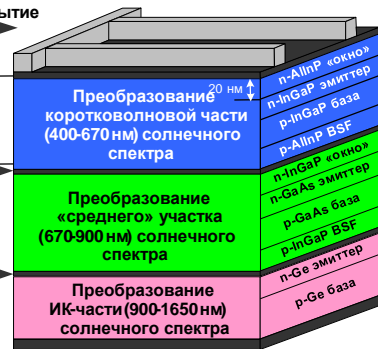 ытие
20 нм
Преобразование
коротковолновой части
(400-670 нм) солнечного
спектра
n-AlInP «окно»
n-InGaP эмиттер
p-InGaP база
p-AlInP BSF
Преобразование
«среднего» участка
(670-900 нм) солнечного
спектра
n-InGaP «окно»
n-GaAs эмиттер
p-GaAs база
p-InGaP BSF
Преобразование
ИК-части (900-1650 нм)
солнечного спектра
n-Ge эмиттер
p-Ge база